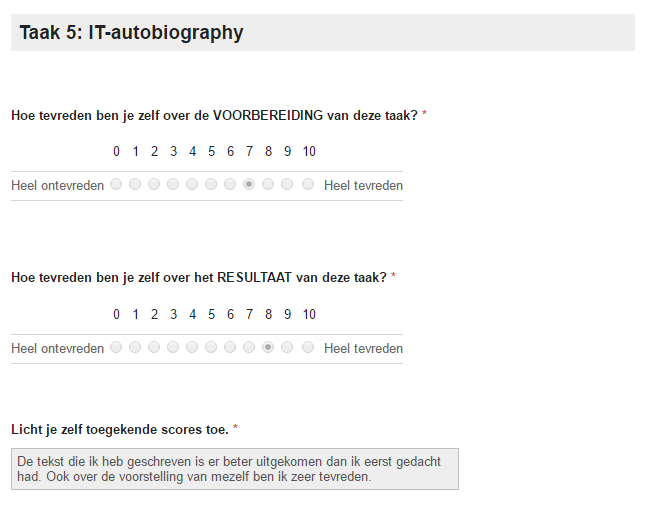 Taak 5: IT-autobiography
Hoe tevreden ben je zelf over de VOORBEREIDING van deze taak? *
0 1 2 3 4 5 6 7 8 9 10
Heel ontevreden Heel tevreden
Hoe tevreden ben je zelf over het RESULTAAT van deze taak? *
0 1 2 3 4 5 6 7 8 9 10
Heel ontevreden Heel tevreden
Licht je zelf toegekende scores toe. *
De tekst die ik heb geschreven is er beter uitgekomen dan ik eerst gedacht
had. Ook over de voorstelling van mezelf ben ik zeer tevreden.